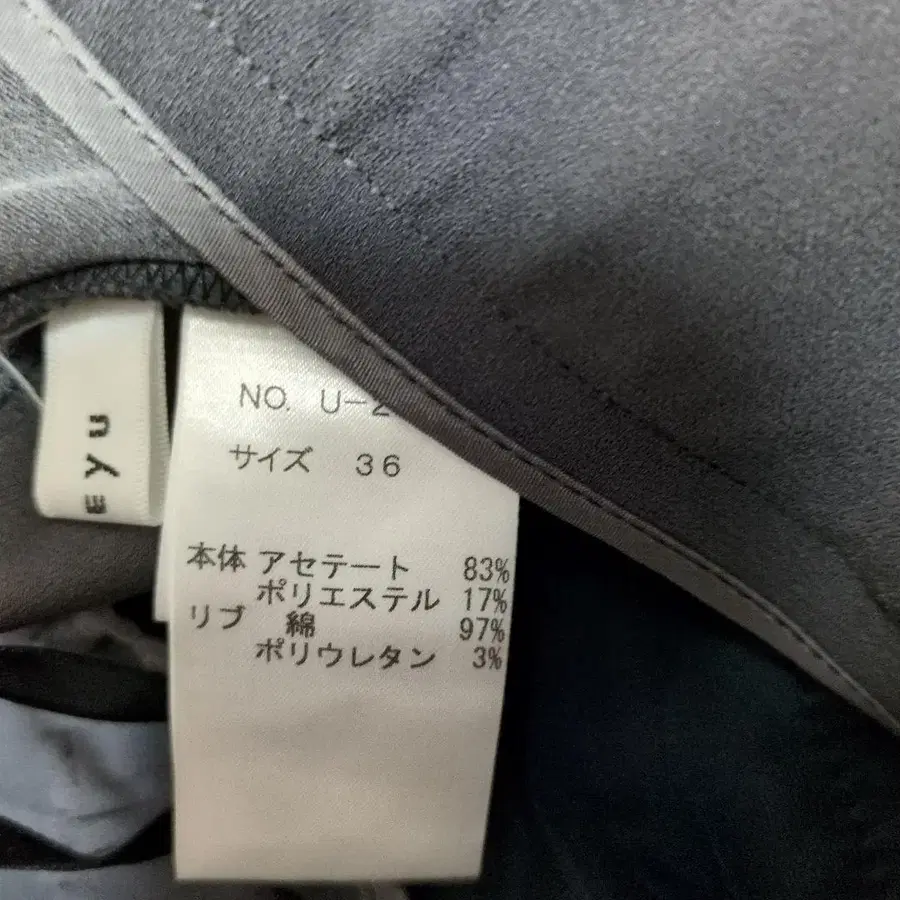 eyu
NO. U-2
サイズ 36
本体 アセテート 83%
ポリエステル 17%
リブ 綿 97%
ポリウレタン 3%